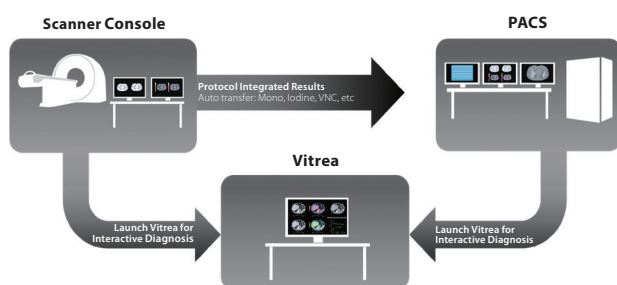 Scanner Console
PACS
Protocol Integrated Results
Auto transfer: Mono, Iodine, VNC, etc
Vitrea
Launch Vitrea for
Interactive Diagnosis
Launch Vitrea for
Interactive Diagnosis